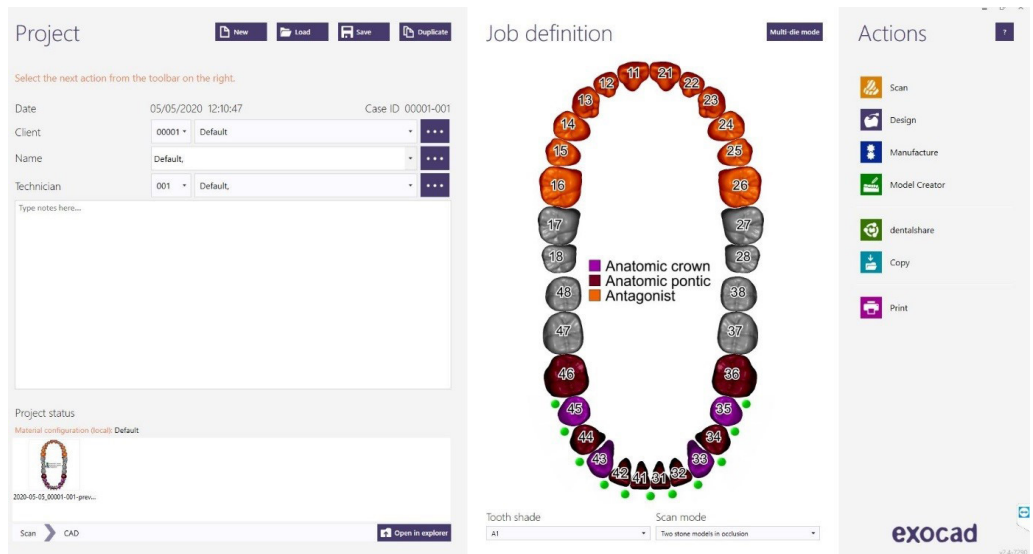 Project
New
Load
Save
Duplicate
Select the next action from the toolbar on the right.
Date
05/05/2020 12:10:47
Case ID 00001-001
Client
00001
Default
Name
Default,
Technician
001
Default,
Type notes here...
Project status
Material configuration (local): Default
2020-05-05_00001-001-prev...
Scan
CAD
Open in explorer
Job definition
Multi-die mode
11 21
12 22
13 23
14 24
15 25
16 26
17 27
18 28
Anatomic crown
Anatomic pontic
Antagonist
48 38
47 37
46 36
45 35
44 34
43 33
42 41 31 32
Tooth shade
A1
Scan mode
Two stone models in occlusion
Actions
?
Scan
Design
Manufacture
Model Creator
dentalshare
Copy
Print
exocad